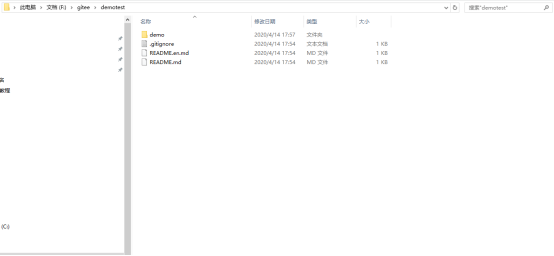 此电脑 > 文档 (F:) > gitee > demotest
搜索"demotest"
名称 修改日期 类型 大小
demo 2020/4/14 17:57 文件夹
.gitignore 2020/4/14 17:54 文本文档 1 KB
README.en.md 2020/4/14 17:54 MD 文件 1 KB
README.md 2020/4/14 17:54 MD 文件 1 KB
名
教程
(C:)